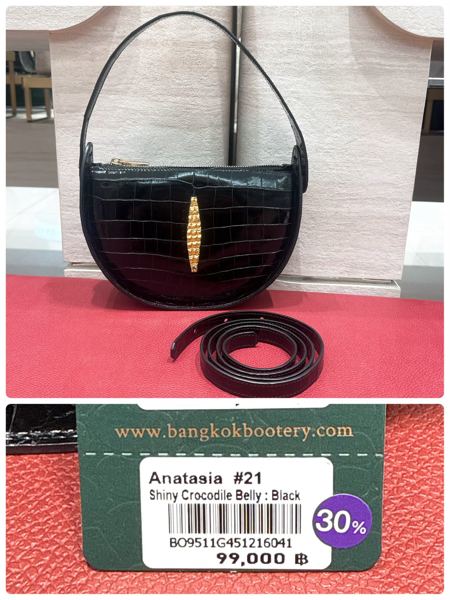 www.bangkokbootery.com
Anatasia #21
Shiny Crocodile Belly : Black
30%
BO9511G451216041
99,000 ฿